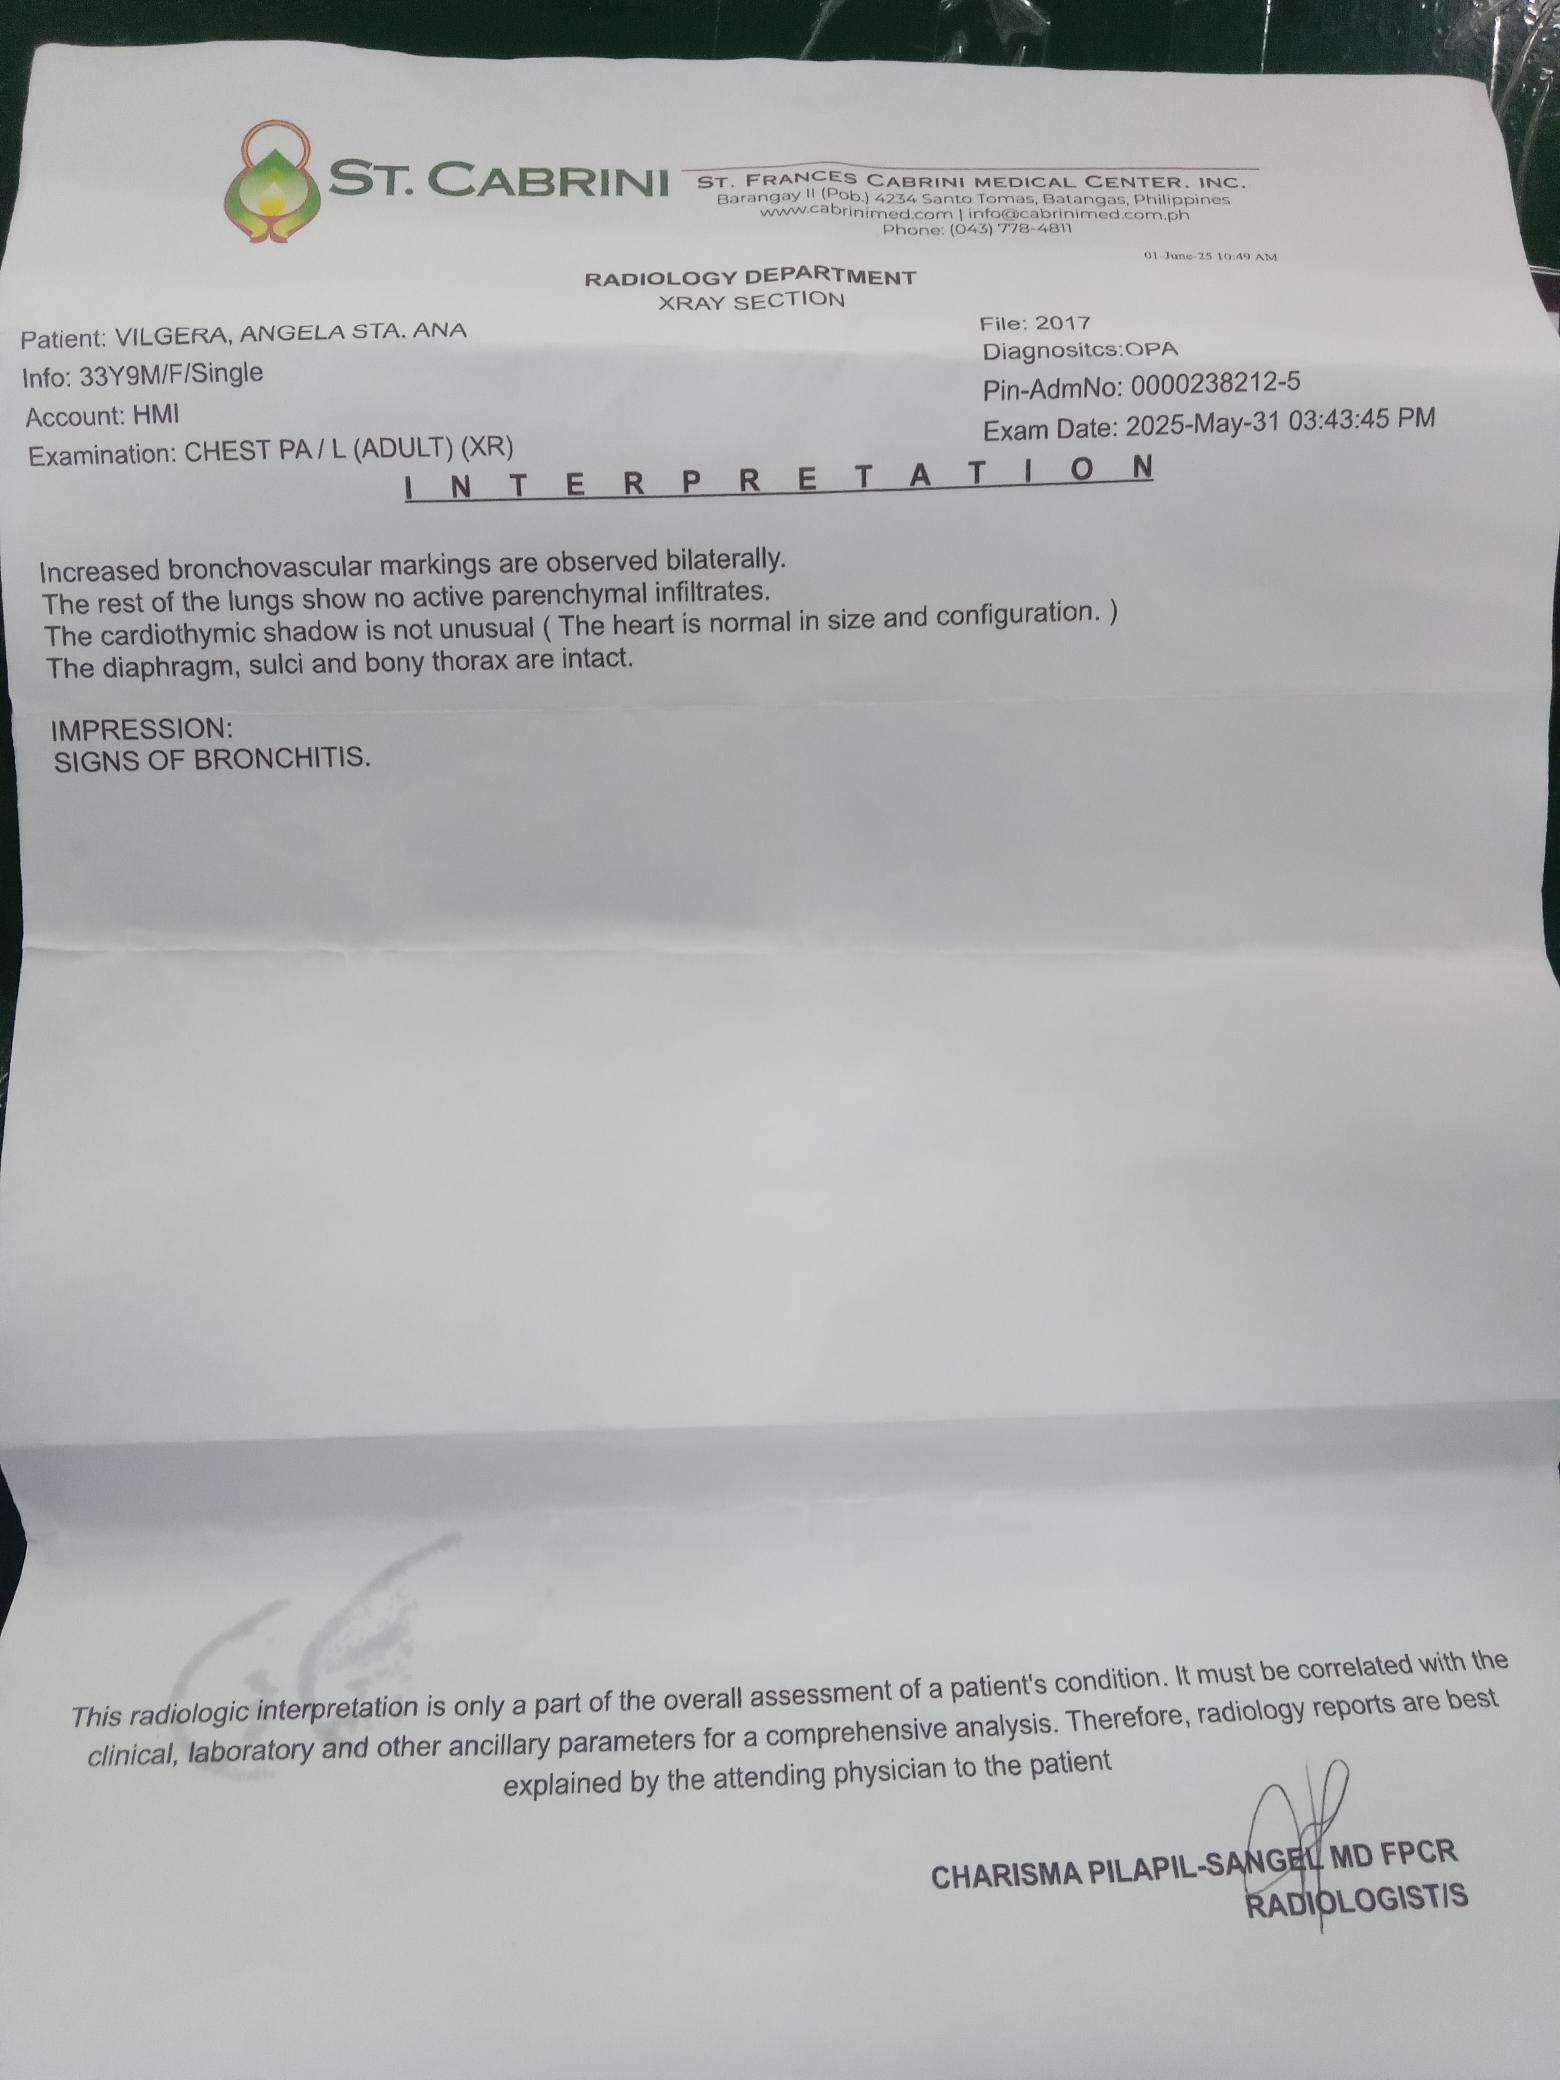 ST. CABRINI
ST. FRANCES CABRINI MEDICAL CENTER. INC.
Barangay II (Pob.) 4234 Santo Tomas, Batangas, Philippines
www.cabrinimed.com | info@cabrinimed.com.ph
Phone: (043) 778-4811
01-June-25 10:49 AM
RADIOLOGY DEPARTMENT
XRAY SECTION
Patient: VILGERA, ANGELA STA. ANA
File: 2017
Info: 33Y9M/F/Single
Diagnositcs:OPA
Account: HMI
Pin-AdmNo: 0000238212-5
Examination: CHEST PA / L (ADULT) (XR)
Exam Date: 2025-May-31 03:43:45 PM
I N T E R P R E T A T I O N
Increased bronchovascular markings are observed bilaterally.
The rest of the lungs show no active parenchymal infiltrates.
The cardiothymic shadow is not unusual ( The heart is normal in size and configuration. )
The diaphragm, sulci and bony thorax are intact.
IMPRESSION:
SIGNS OF BRONCHITIS.
This radiologic interpretation is only a part of the overall assessment of a patient's condition. It must be correlated with the
clinical, laboratory and other ancillary parameters for a comprehensive analysis. Therefore, radiology reports are best
explained by the attending physician to the patient
CHARISMA PILAPIL-SANGEL MD FPCR
RADIOLOGIST/S